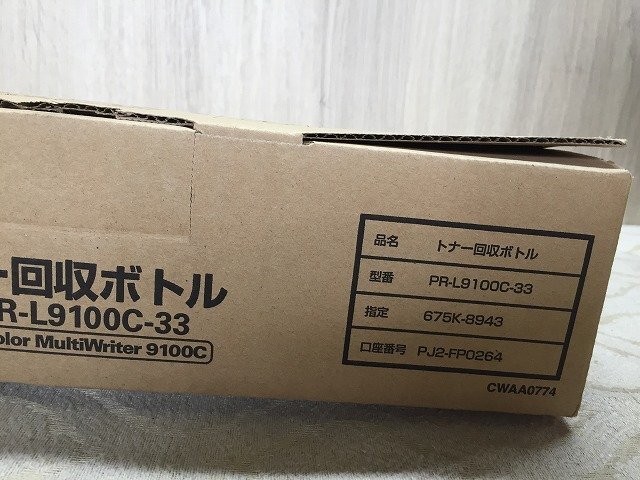 ー回収ボトル
R-L9100C-33
olor MultiWriter 9100C
品名 トナー回収ボトル
型番 PR-L9100C-33
指定 675K-8943
口座番号 PJ2-FP0264
CWAA0774